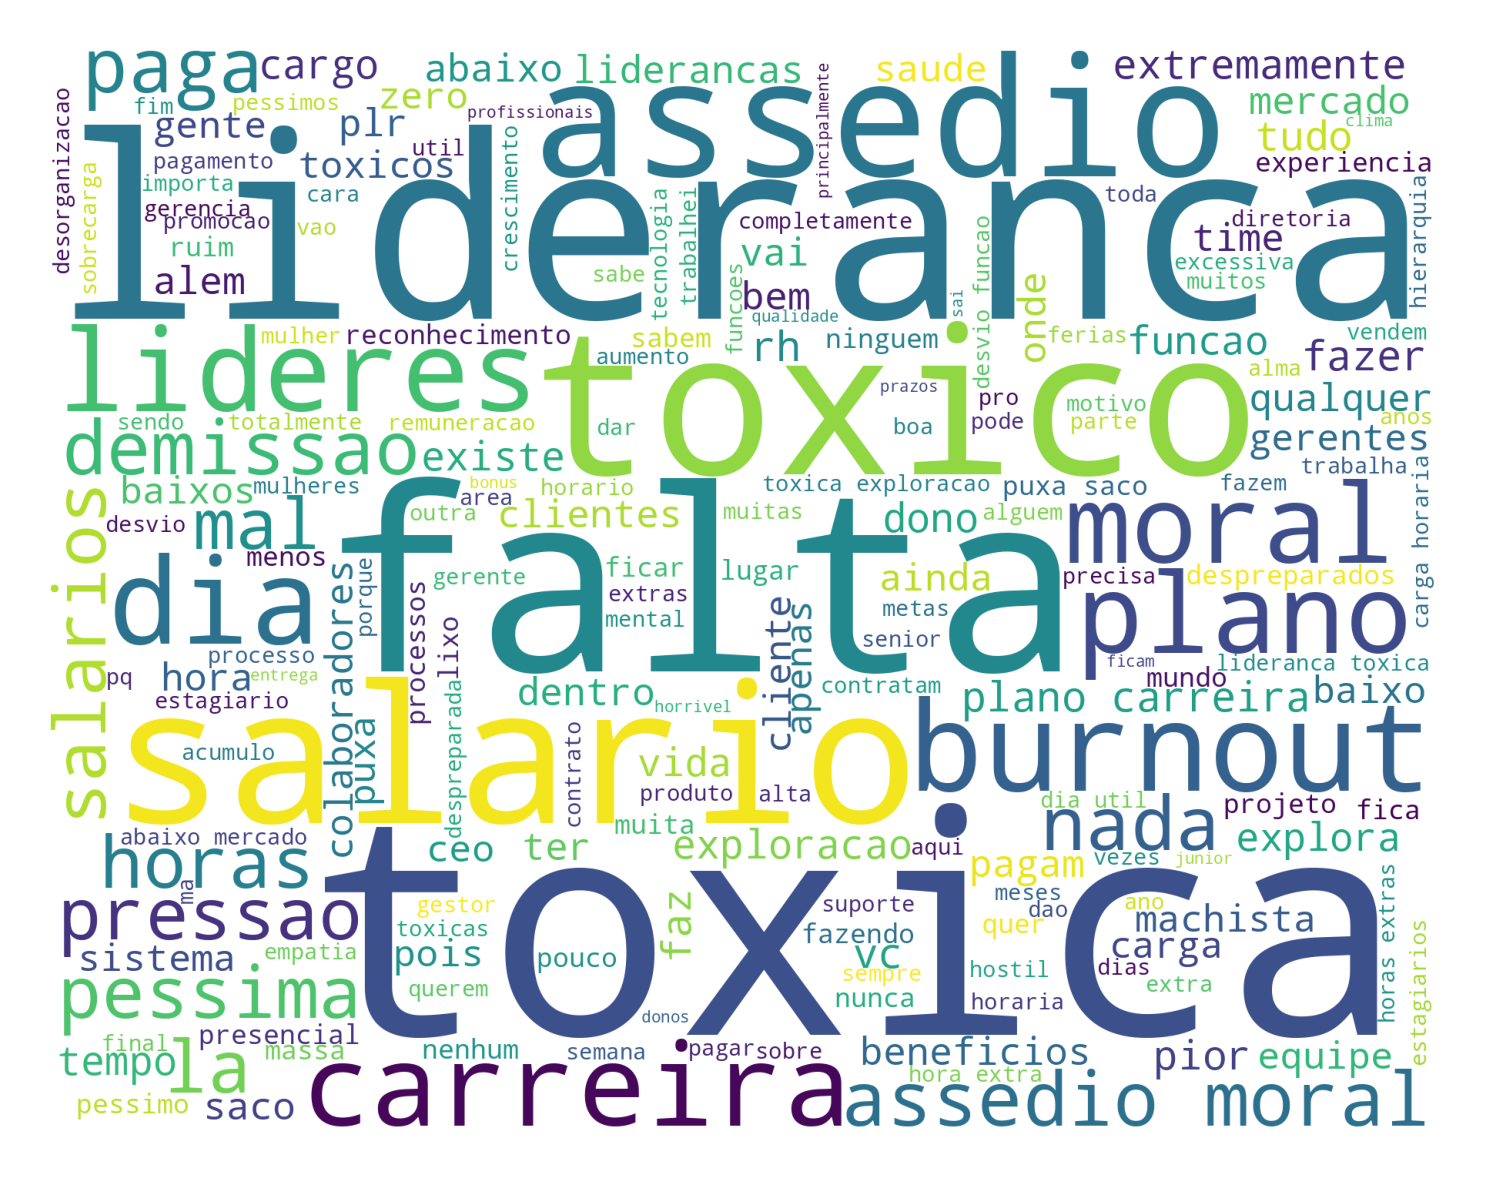 paga
cargo
abaixo
liderancas
saude
extremamente
assedio
fim
pessimos
zero
profissionais
principalmente
mercado
clima
tudo
gente
plr
util
desorganizacao
sobrecarga
pagamento
toxicos
experiencia
importa
cara
crescimento
gerencia
promocao
vao
lideranca
toda
completamente
diretoria
time
hierarquia
ruim
alem
sabe
tecnologia
trabalhei
vai
bem
excessiva
muitos
desvio funcao
onde
lideres
mulher
reconhecimento
sabem
funcoes
qualidade
rh
ninguem
sai
ferias
funcao
vendem
fazer
aumento
toxico
prazos
pro
alma
motivo
qualquer
anos
sendo
totalmente
remuneracao
dar
boa
pode
parte
gerentes
demissao
existe
trabalha
baixos
mulheres
bonus
area
horario
toxica exploracao
puxa saco
fazem
salarios
desvio
mal
outra
clientes
muitas
dono
alguem
moral
carga horaria
menos
falta
dia
colaboradores
porque
gerente
ficar
lugar
ainda
precisa
despreparados
plano
processos
extras
mental
metas
lixo
cliente
apenas
senior
processo
pq
hora
entrega
ficam
lideranca toxica
mundo
estagiario
dentro
contratam
plano carreira
baixo
salario
horrivel
puxa
despreparada
burnout
acumulo
contrato
vida
produto
alta
dia util
projeto
fica
abaixo mercado
muita
nada
explora
horas
ceo
ter
exploracao
aqui
pagam
vezes
junior
toxica
ma
pressao
gestor
faz
suporte
meses
dao
ano
machista
horas extras
toxicas
fazendo
quer
carga
estagiarios
sistema
empatia
pois
pouco
vc
sempre
hostil
dias
pessima
querem
nunca
horaria
extra
donos
final
presencial
tempo
massa
la
nenhum
semana
pagar
sobre
beneficios
pior
equipe
hora extra
pessimo
saco
carreira
assedio moral